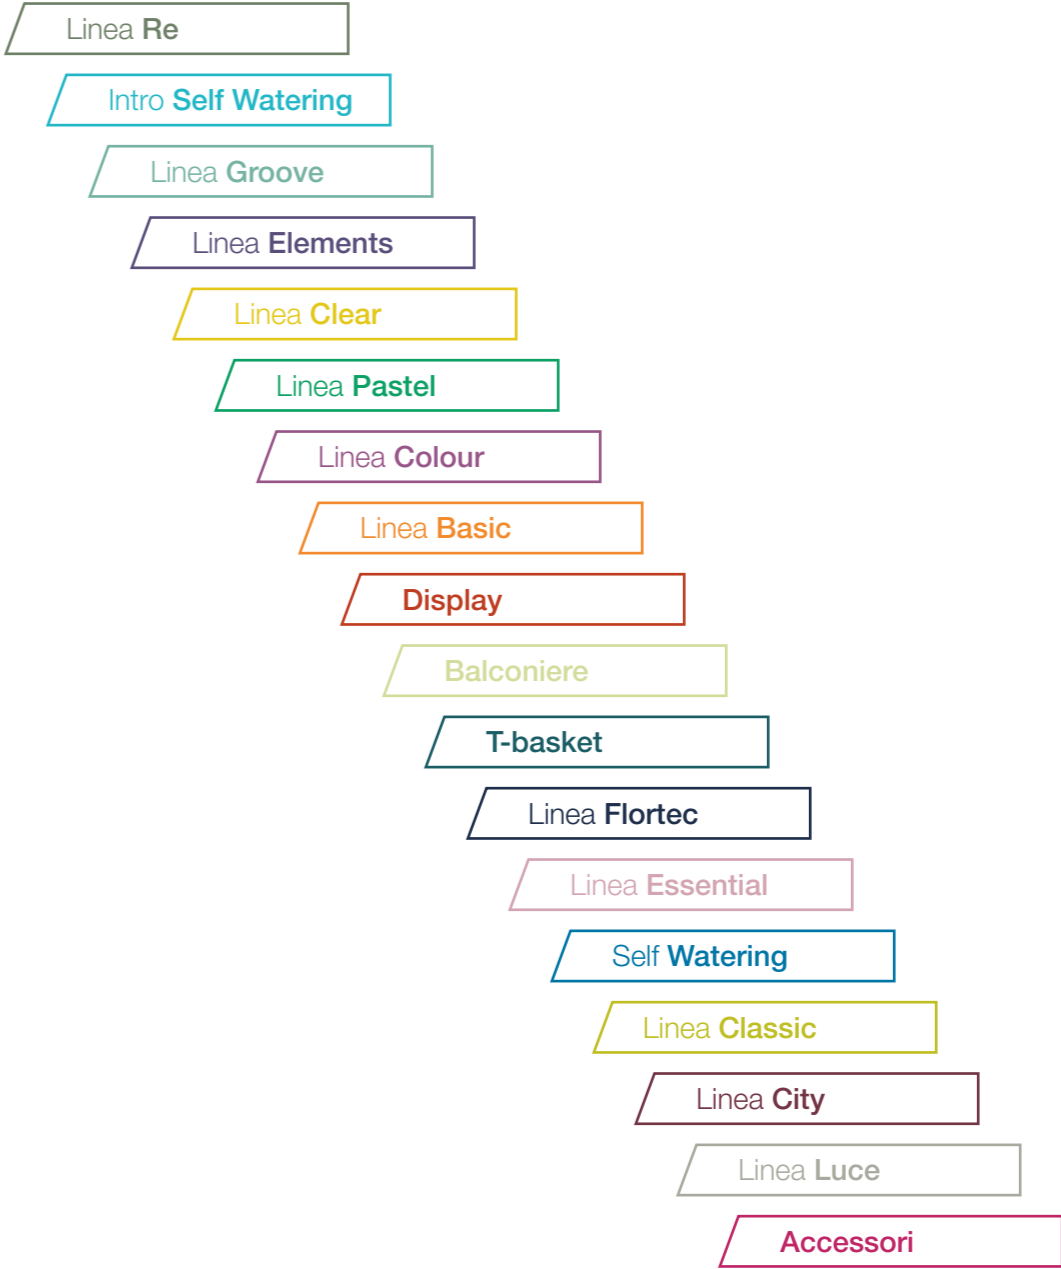 Linea Re
Intro Self Watering
Linea Groove
Linea Elements
Linea Clear
Linea Pastel
Linea Colour
Linea Basic
Display
Balconiere
T-basket
Linea Flortec
Linea Essential
Self Watering
Linea Classic
Linea City
Linea Luce
Accessori